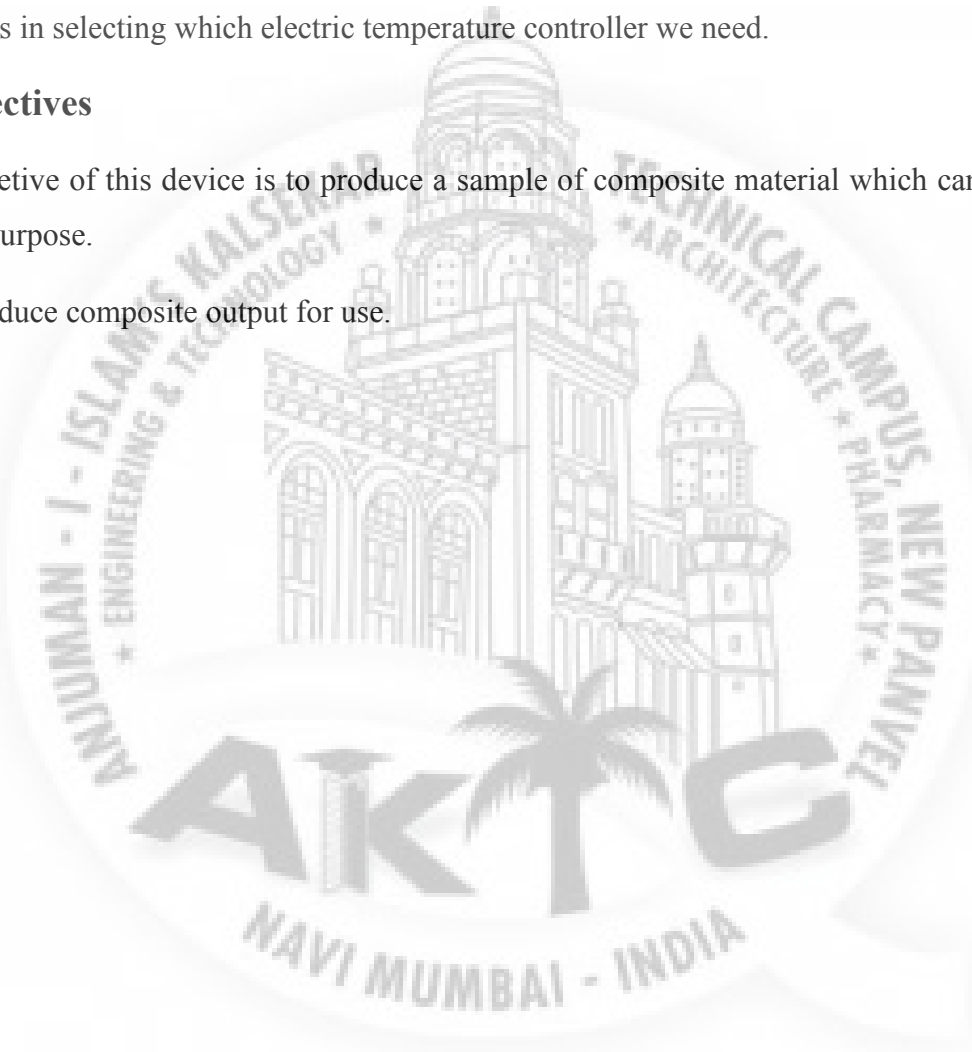 s in selecting which electric temperature controller we need.
ectives
etive of this device is to produce a sample of composite material which can
urpose.
duce composite output for use.
ANJUMAN - I - ISLAM'S KALSEKAR TECHNICAL CAMPUS, NEW PANVEL
* ENGINEERING & TECHNOLOGY * *ARCHITECTURE * PHARMACY*
AKTC
NAVI MUMBAI - INDIA